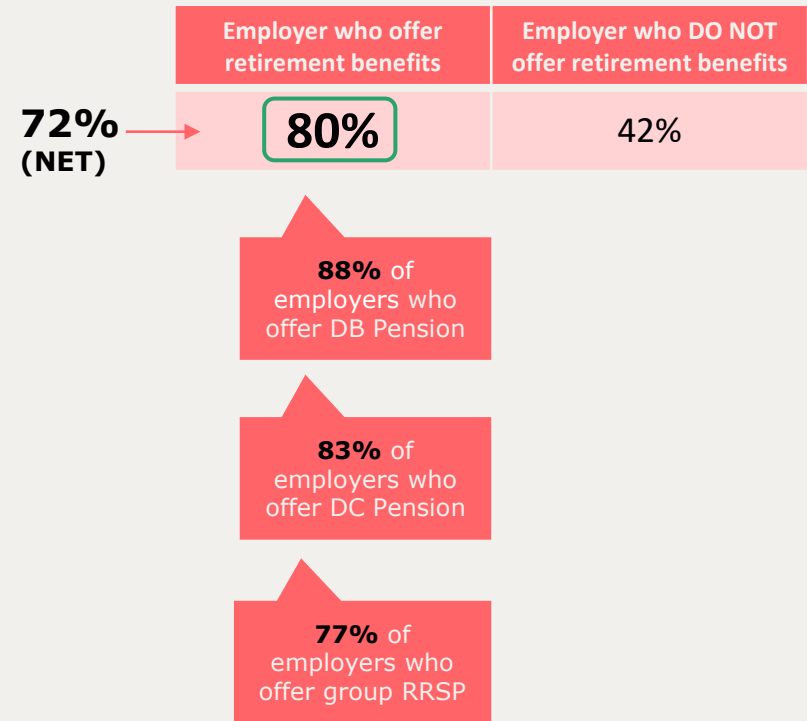 Employer who offer
retirement benefits
Employer who DO NOT
offer retirement benefits
72%
(NET)
80%
42%
88% of
employers who
offer DB Pension
83% of
employers who
offer DC Pension
77% of
employers who
offer group RRSP